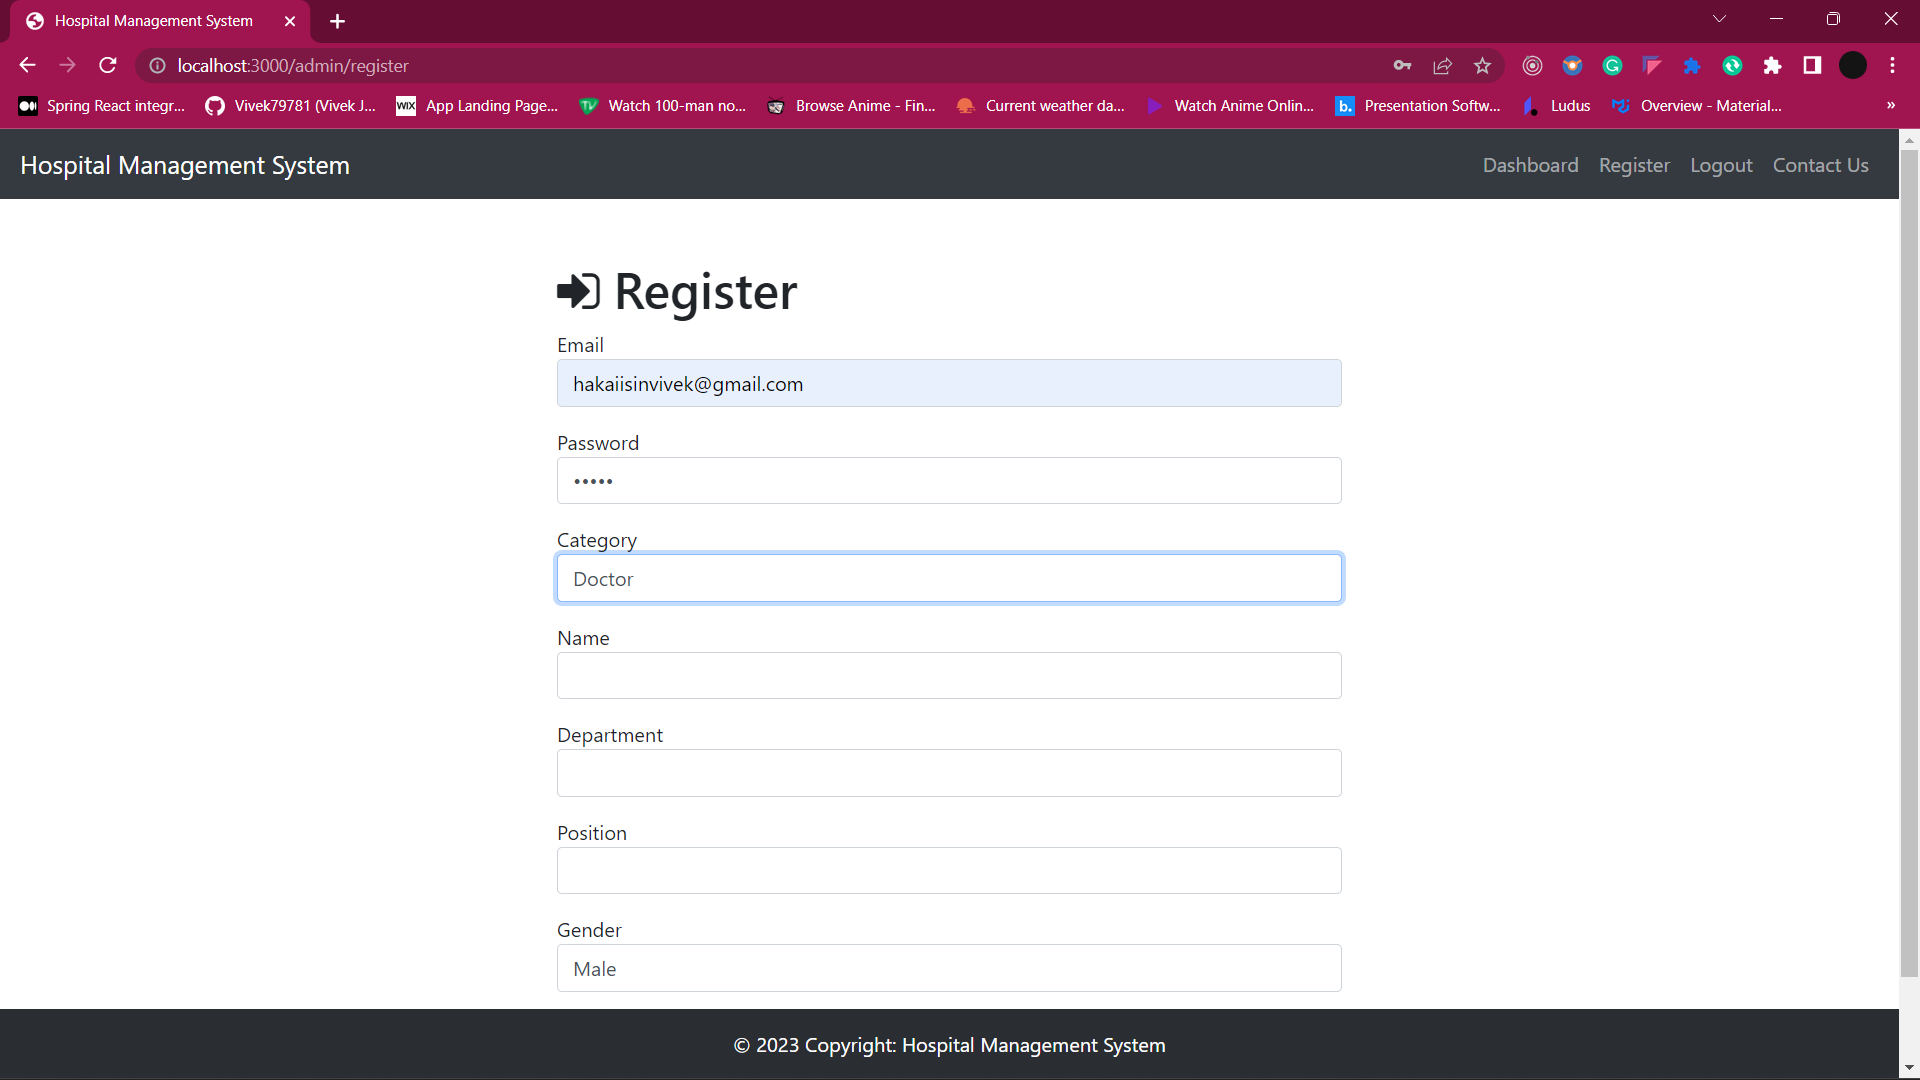 Hospital Management System
localhost:3000/admin/register
Spring React integr... Vivek79781 (Vivek J... WIX App Landing Page... TV Watch 100-man no... Browse Anime - Fin... Current weather da... Watch Anime Onlin... b. Presentation Softw... Ludus Overview - Material... »
Hospital Management System Dashboard Register Logout Contact Us
Register
Email
hakaiisinvivek@gmail.com
Password
•••••
Category
Doctor
Name
Department
Position
Gender
Male
© 2023 Copyright: Hospital Management System